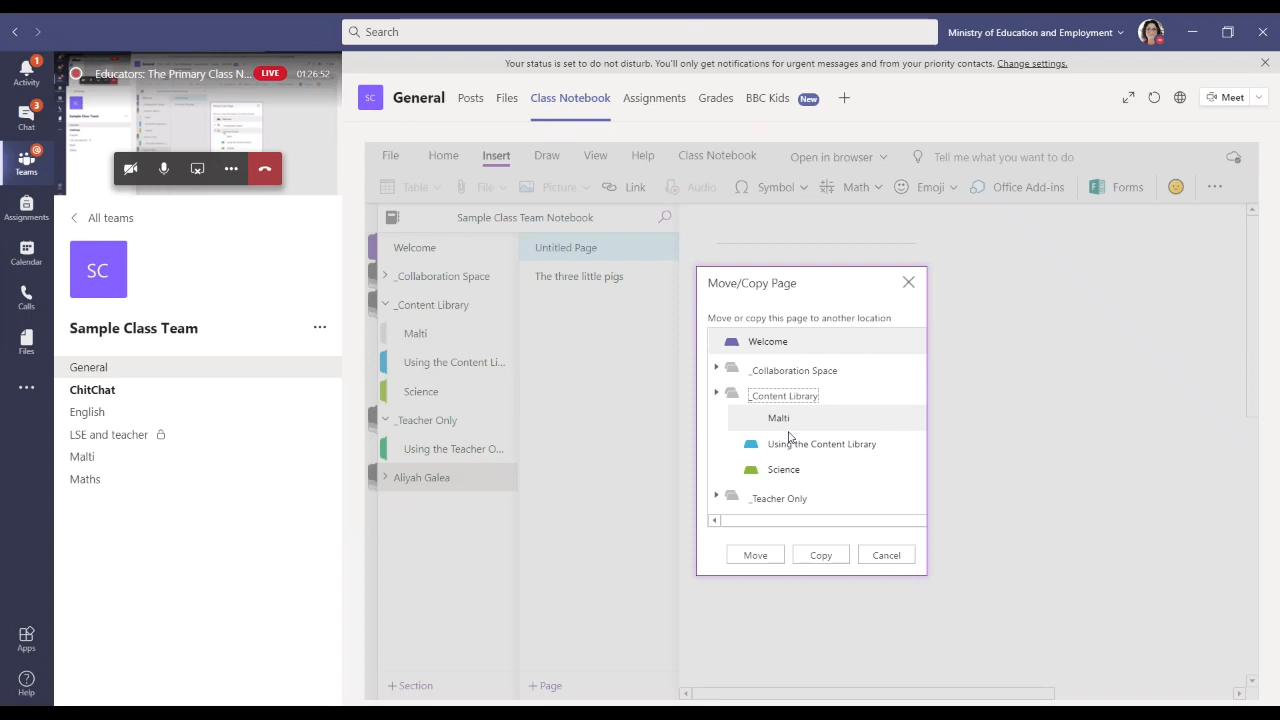 Search
Ministry of Education and Employment
Your status is set to do not disturb. You'll only get notifications for urgent messages and from your priority contacts. Change settings.
1
Activity
3
Chat
Teams
Assignments
Calendar
Calls
Files
Apps
Help
Educators: The Primary Class N... LIVE 01:26:52
All teams
SC
Sample Class Team
General
ChitChat
English
LSE and teacher
Malti
Maths
SC General Posts Class Notebook Assignments Grades New Meet
File Home Insert Draw View Help Class Notebook Open in browser Tell me what you want to do
Table File Picture Link Audio Symbol Math Emoji Office Add-ins Forms
Sample Class Team Notebook
Welcome
_Collaboration Space
_Content Library
Malti
Using the Content Li...
Science
_Teacher Only
Using the Teacher O...
Aliyah Galea
+ Section
Untitled Page
The three little pigs
+ Page
Move/Copy Page
Move or copy this page to another location
Welcome
_Collaboration Space
_Content Library
Malti
Using the Content Library
Science
_Teacher Only
Move Copy Cancel